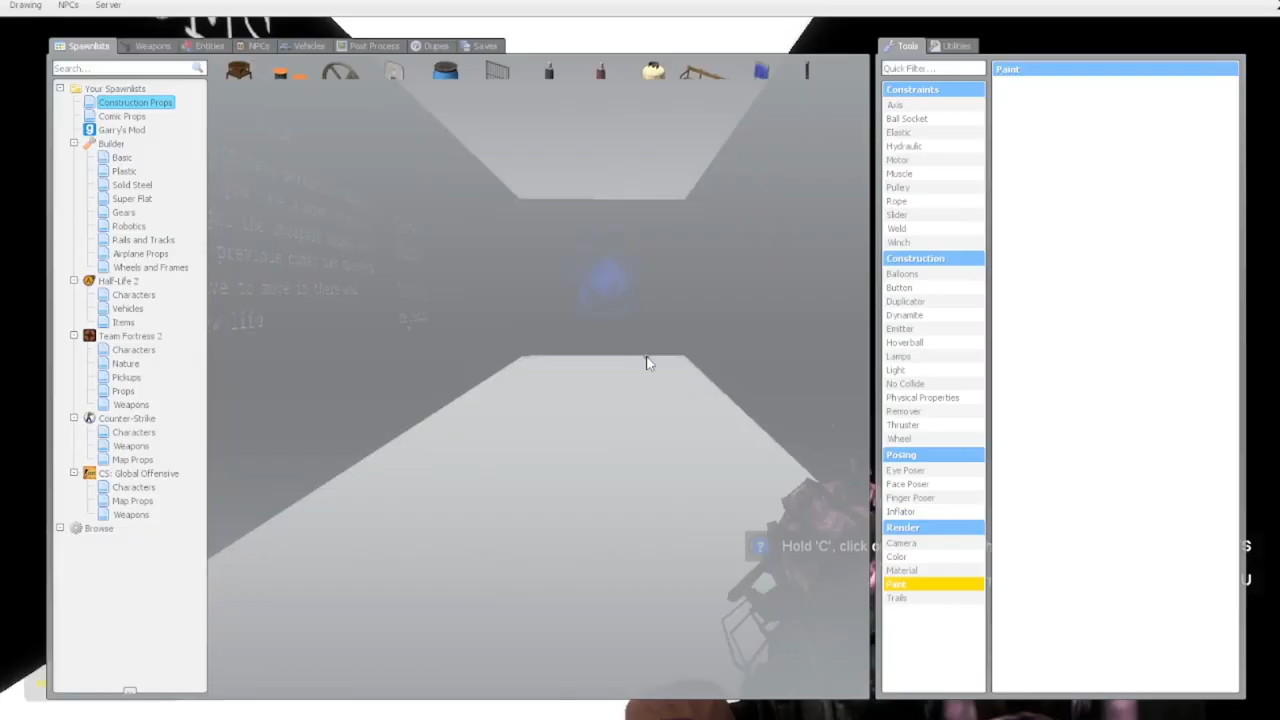 Drawing NPCs Server
Spawnlists Weapons Entities NPCs Vehicles Post Process Dupes Saves
Search...
Your Spawnlists
Construction Props
Comic Props
Garry's Mod
Builder
Basic
Plastic
Solid Steel
Super Flat
Gears
Robotics
Rails and Tracks
Airplane Props
Wheels and Frames
Half-Life 2
Characters
Vehicles
Items
Team Fortress 2
Characters
Nature
Pickups
Props
Weapons
Counter-Strike
Characters
Weapons
Map Props
CS: Global Offensive
Characters
Map Props
Weapons
Browse
previous
life
Hold 'C', click
S
U
Tools Utilities
Quick Filter...
Constraints
Axis
Ball Socket
Elastic
Hydraulic
Motor
Muscle
Pulley
Rope
Slider
Weld
Winch
Construction
Balloons
Button
Duplicator
Dynamite
Emitter
Hoverball
Lamps
Light
No Collide
Physical Properties
Remover
Thruster
Wheel
Posing
Eye Poser
Face Poser
Finger Poser
Inflator
Render
Camera
Color
Material
Paint
Trails
Paint